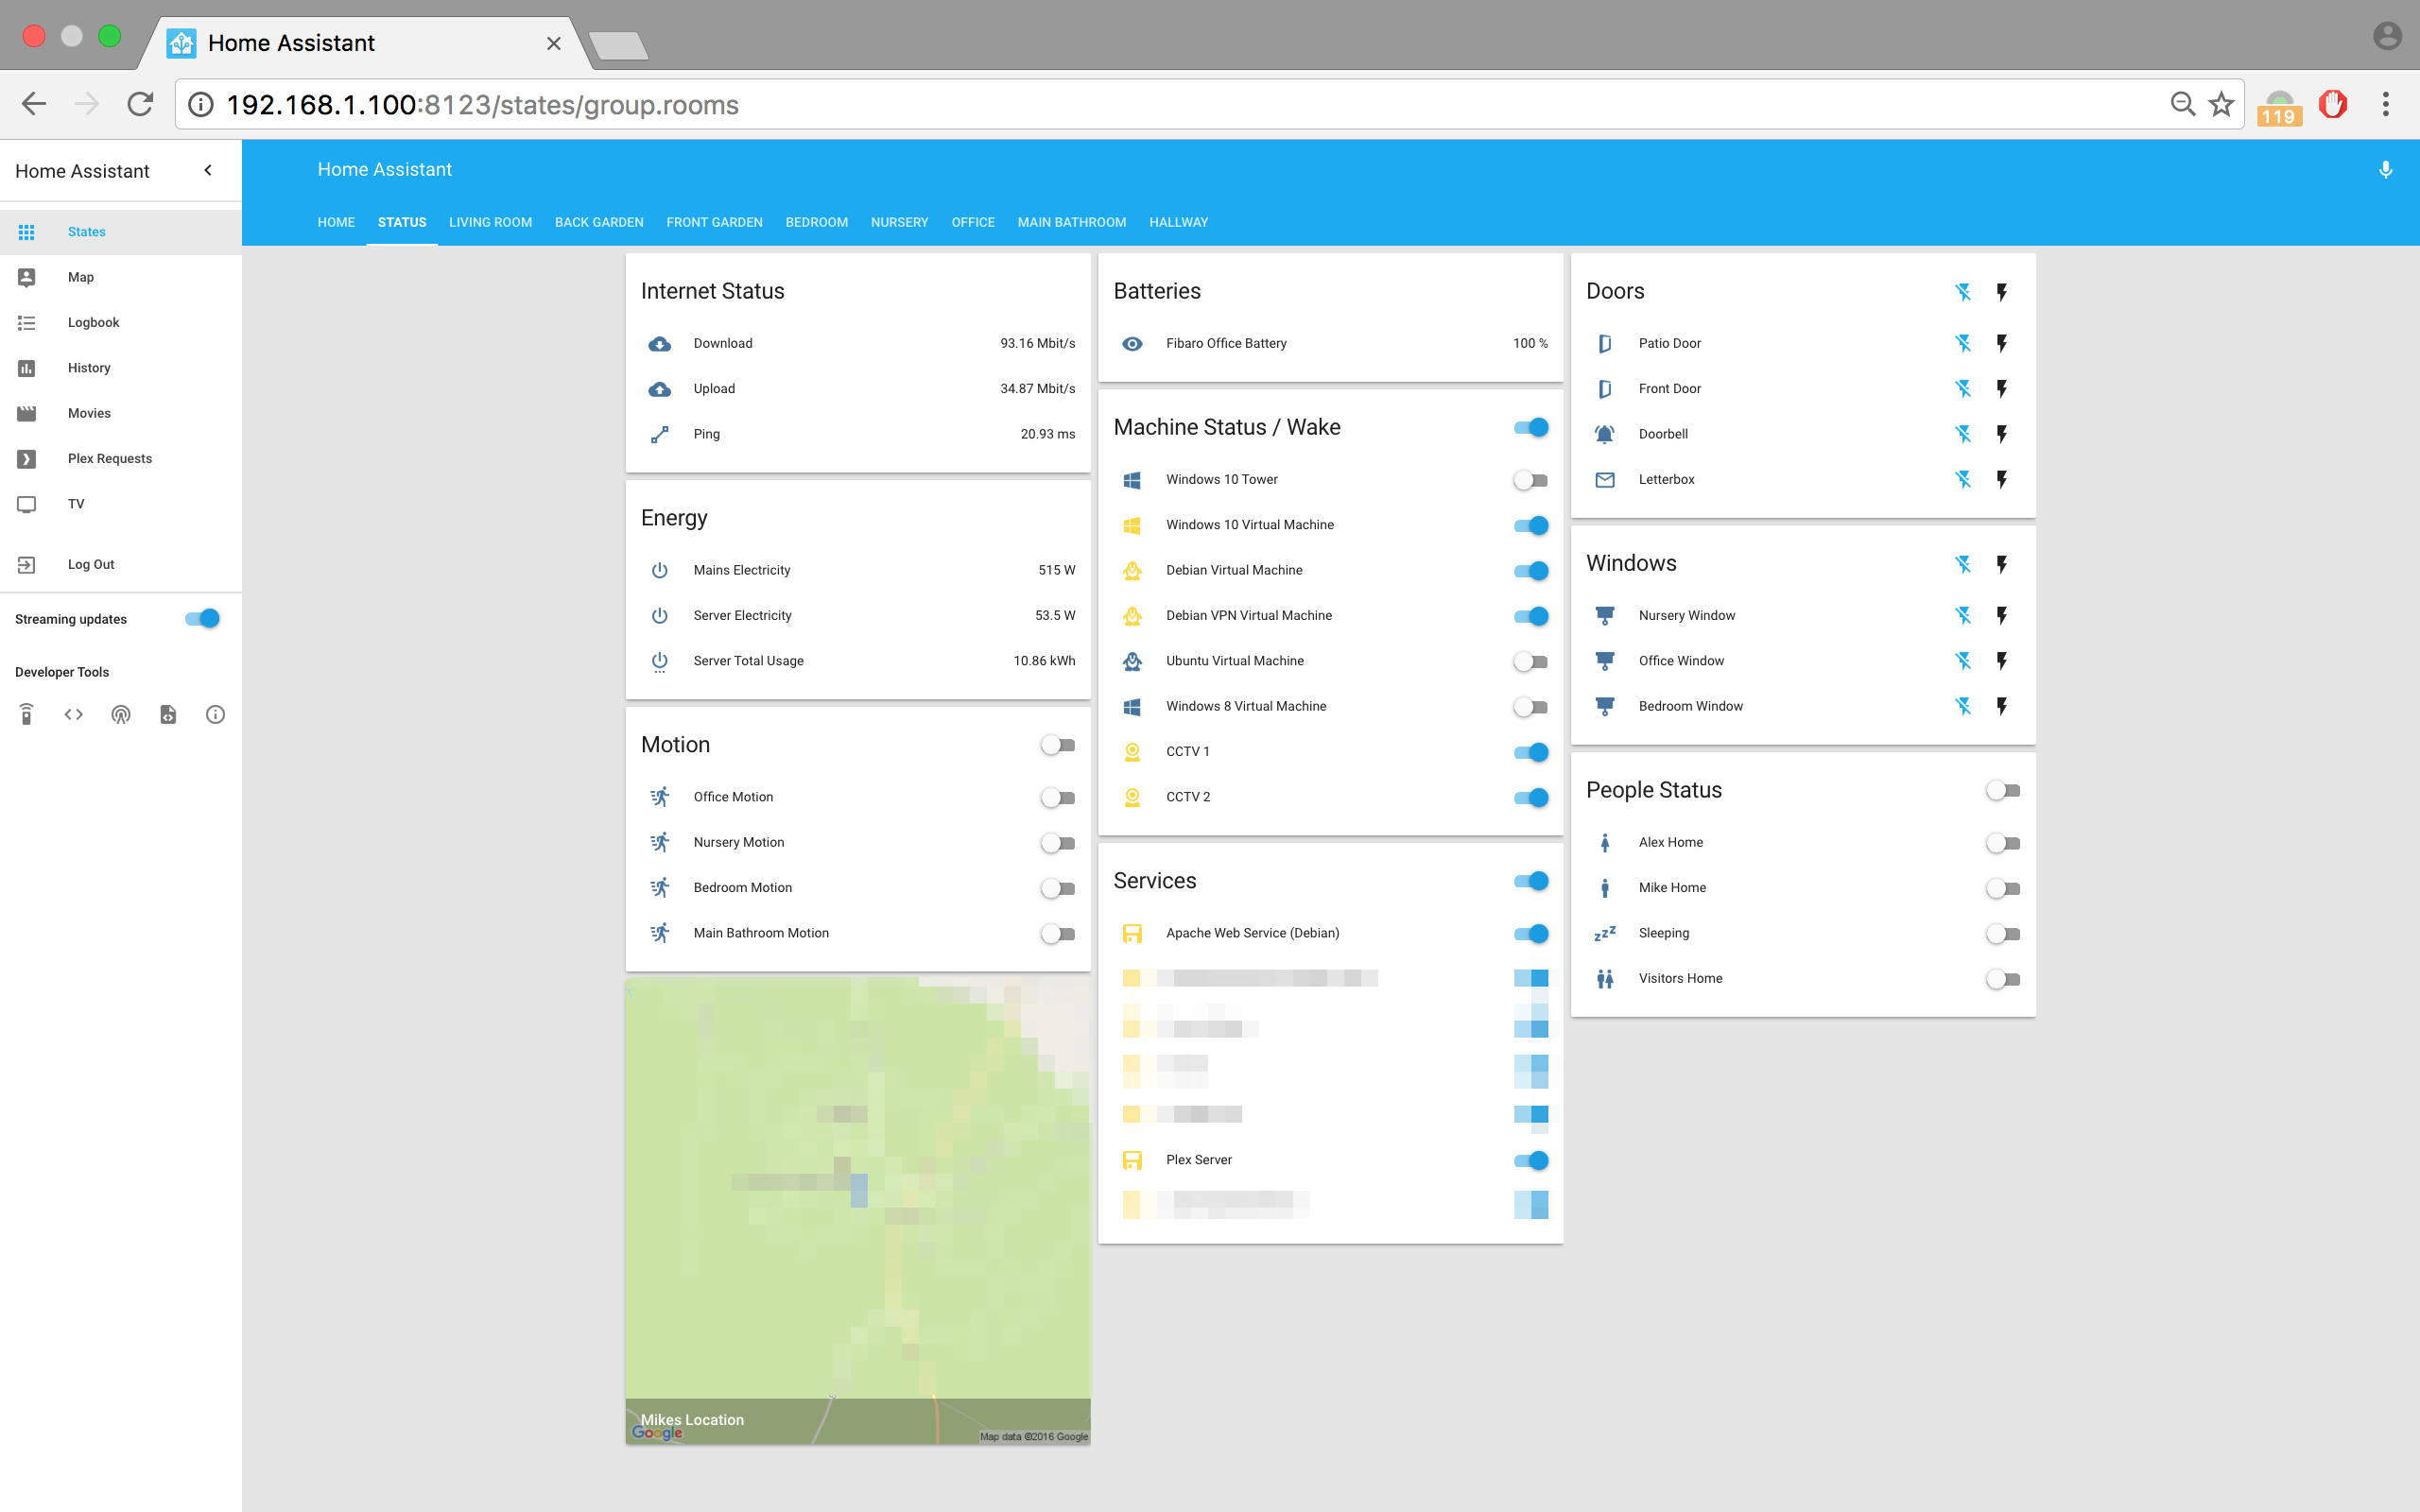 Home Assistant
192.168.1.100:8123/states/group.rooms
119
Home Assistant
States
Map
Logbook
History
Movies
Plex Requests
TV
Log Out
Streaming updates
Developer Tools
Home Assistant
HOME STATUS LIVING ROOM BACK GARDEN FRONT GARDEN BEDROOM NURSERY OFFICE MAIN BATHROOM HALLWAY
Internet Status
Download 93.16 Mbit/s
Upload 34.87 Mbit/s
Ping 20.93 ms
Energy
Mains Electricity 515 W
Server Electricity 53.5 W
Server Total Usage 10.86 kWh
Motion
Office Motion
Nursery Motion
Bedroom Motion
Main Bathroom Motion
Mikes Location
Google
Map data ©2016 Google
Batteries
Fibaro Office Battery 100 %
Machine Status / Wake
Windows 10 Tower
Windows 10 Virtual Machine
Debian Virtual Machine
Debian VPN Virtual Machine
Ubuntu Virtual Machine
Windows 8 Virtual Machine
CCTV 1
CCTV 2
Services
Apache Web Service (Debian)
Plex Server
Doors
Patio Door
Front Door
Doorbell
Letterbox
Windows
Nursery Window
Office Window
Bedroom Window
People Status
Alex Home
Mike Home
Sleeping
Visitors Home